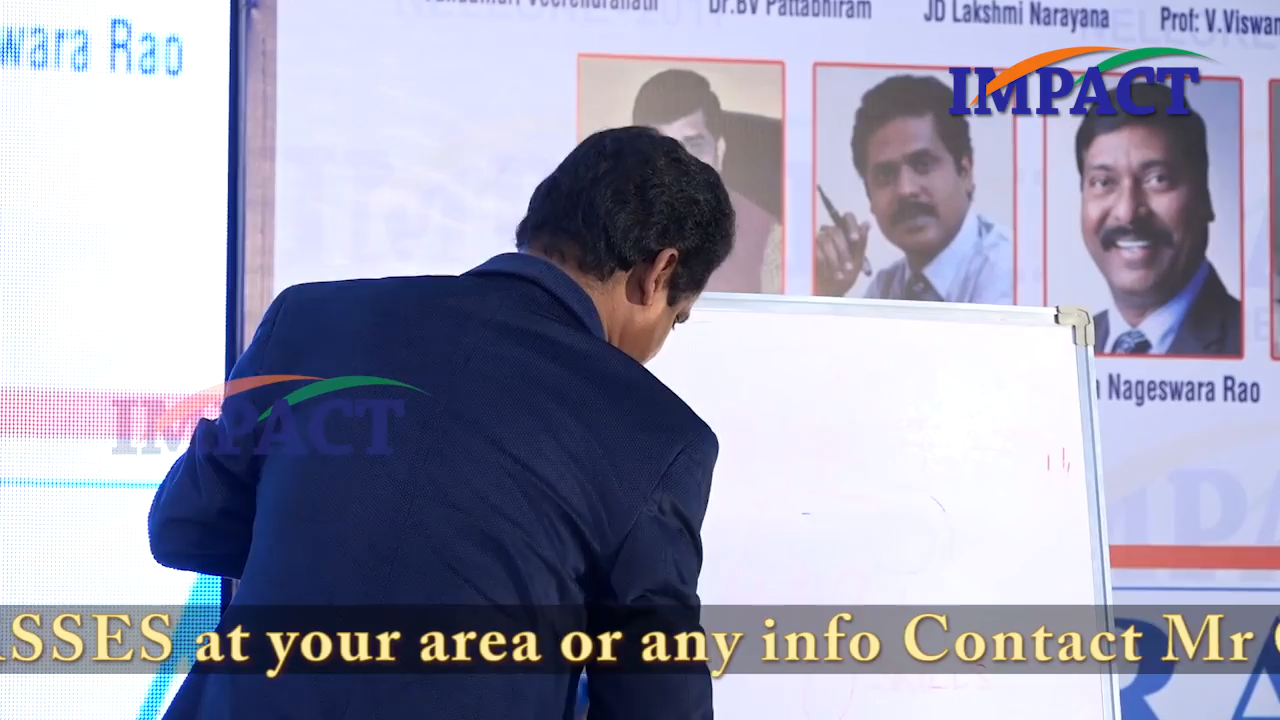 Dr.BV Pattabhiram
JD Lakshmi Narayana
Prof: V.Viswan
wara Rao
IMPACT
Nageswara Rao
IMPACT
SSES at your area or any info Contact Mr